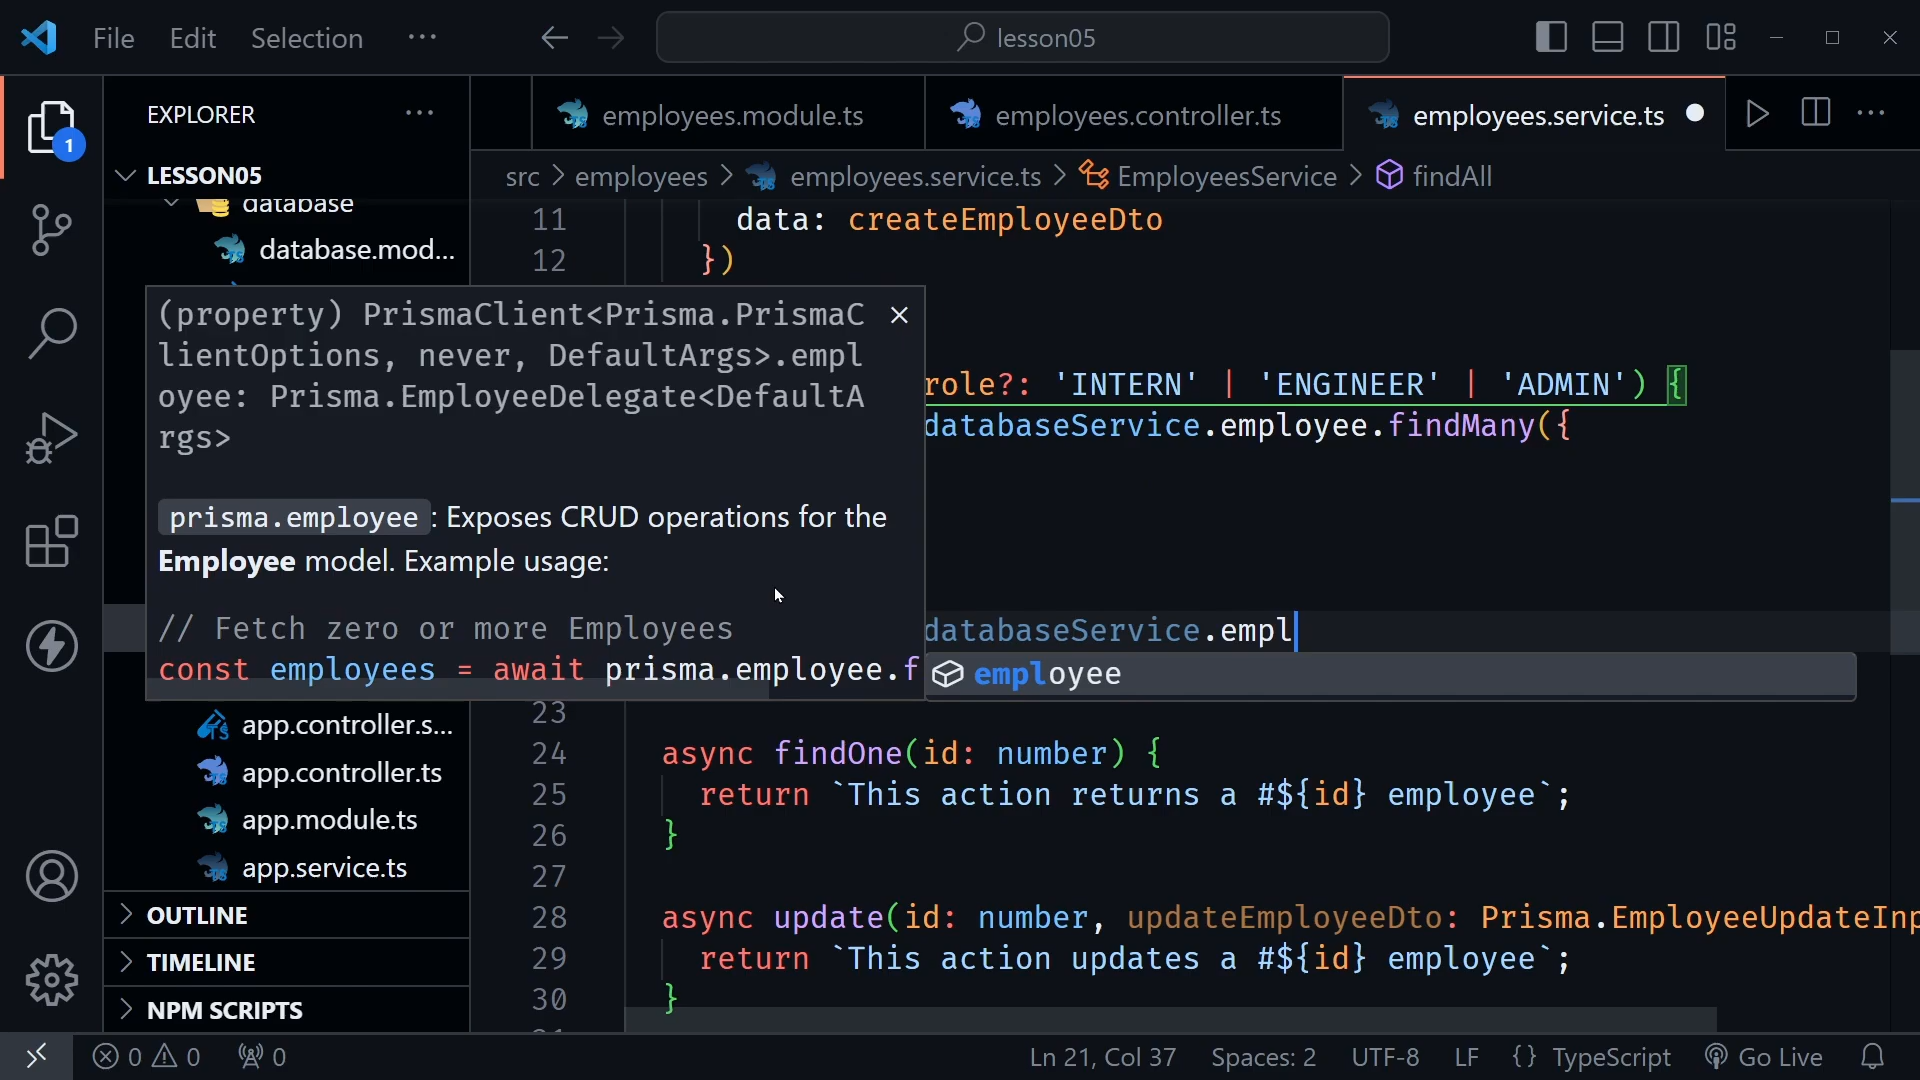 File Edit Selection ··· lesson05
EXPLORER ···
employees.module.ts employees.controller.ts employees.service.ts ···
LESSON05
src > employees > employees.service.ts > EmployeesService > findAll
database
database.mod...
11 data: createEmployeeDto
12 })
(property) PrismaClient<Prisma.PrismaC
lientOptions, never, DefaultArgs>.empl
oyee: Prisma.EmployeeDelegate<DefaultA
rgs>
prisma.employee: Exposes CRUD operations for the
Employee model. Example usage:
// Fetch zero or more Employees
const employees = await prisma.employee.f
role?: 'INTERN' | 'ENGINEER' | 'ADMIN') {
databaseService.employee.findMany({
databaseService.empl
employee
23
24 async findOne(id: number) {
25 return `This action returns a #${id} employee`;
26 }
27
28 async update(id: number, updateEmployeeDto: Prisma.EmployeeUpdateInp
29 return `This action updates a #${id} employee`;
30 }
app.controller.s...
app.controller.ts
app.module.ts
app.service.ts
OUTLINE
TIMELINE
NPM SCRIPTS
1
0 0 0 Ln 21, Col 37 Spaces: 2 UTF-8 LF {} TypeScript Go Live